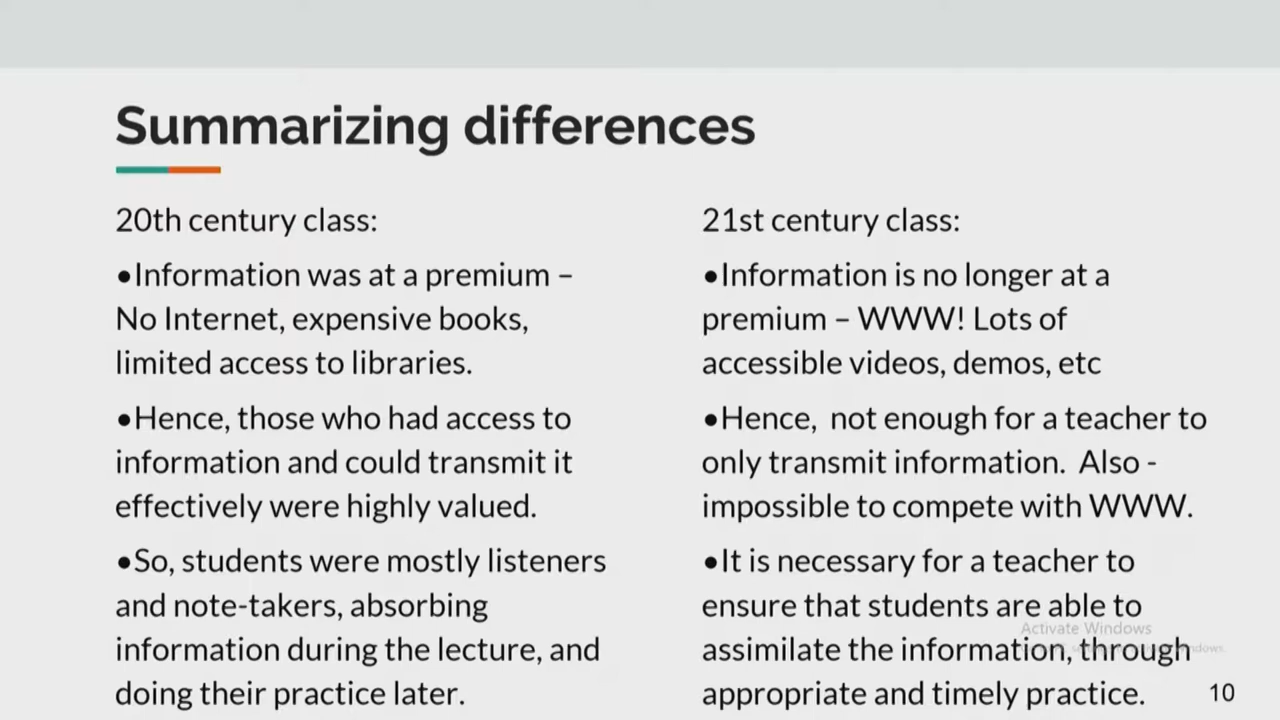 Summarizing differences
20th century class:
●Information was at a premium –
No Internet, expensive books,
limited access to libraries.
●Hence, those who had access to
information and could transmit it
effectively were highly valued.
●So, students were mostly listeners
and note-takers, absorbing
information during the lecture, and
doing their practice later.
21st century class:
●Information is no longer at a
premium – WWW! Lots of
accessible videos, demos, etc
●Hence,  not enough for a teacher to
only transmit information.  Also -
impossible to compete with WWW.
●It is necessary for a teacher to
ensure that students are able to
assimilate the information, through
appropriate and timely practice.
Activate Windows
10